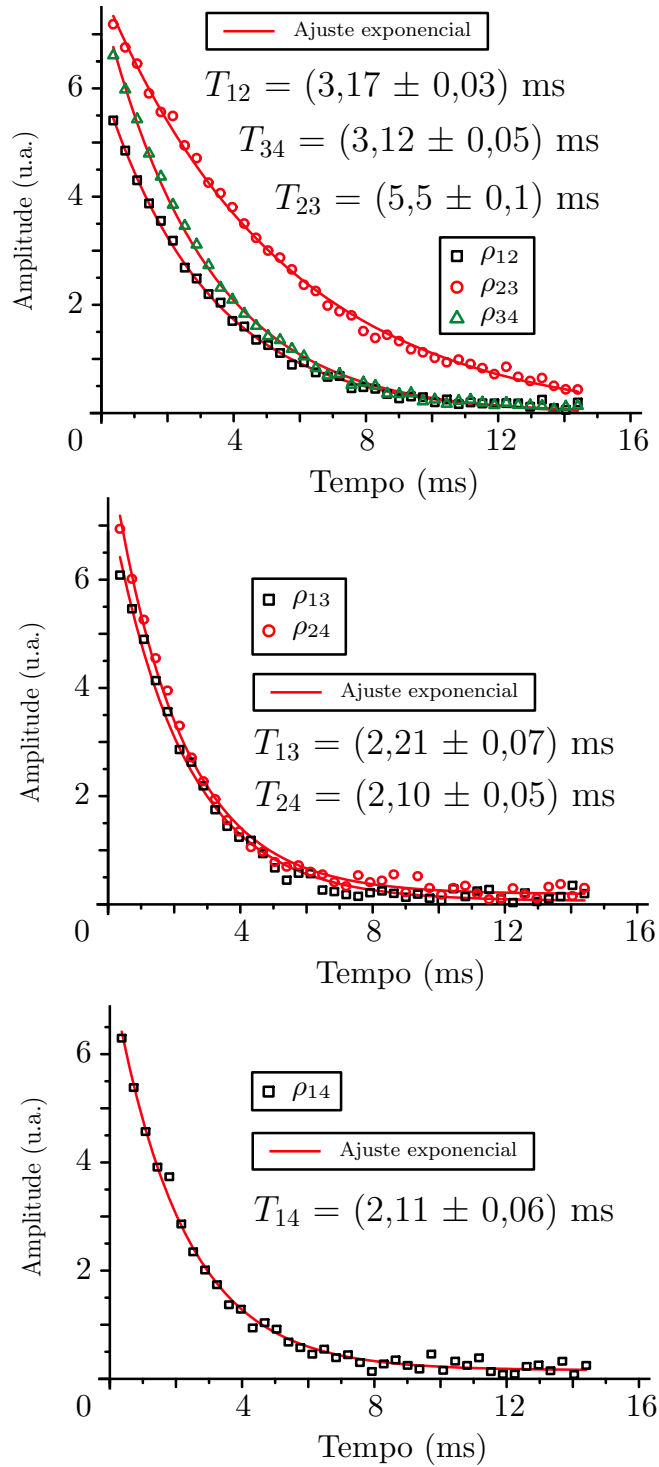 Ajuste exponencial
T12 = (3,17 ± 0,03) ms
T34 = (3,12 ± 0,05) ms
T23 = (5,5 ± 0,1) ms
ρ12
ρ23
ρ34
Amplitude (u.a.)
6
4
2
0
4
8
12
16
Tempo (ms)
ρ13
ρ24
Ajuste exponencial
T13 = (2,21 ± 0,07) ms
T24 = (2,10 ± 0,05) ms
Amplitude (u.a.)
6
4
2
0
4
8
12
16
Tempo (ms)
ρ14
Ajuste exponencial
T14 = (2,11 ± 0,06) ms
Amplitude (u.a.)
6
4
2
0
4
8
12
16
Tempo (ms)